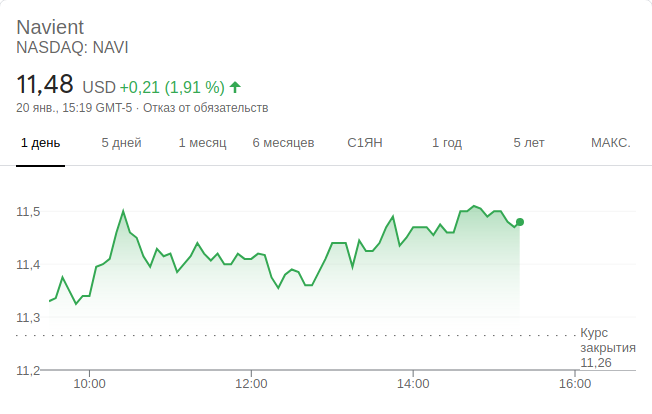 Navient
NASDAQ: NAVI
11,48 USD +0,21 (1,91 %)
20 янв., 15:19 GMT-5 · Отказ от обязательств
1 день 5 дней 1 месяц 6 месяцев С1ЯН 1 год 5 лет МАКС.
11,5
11,4
11,3
Курс
закрытия
11,26
11,2
10:00 12:00 14:00 16:00